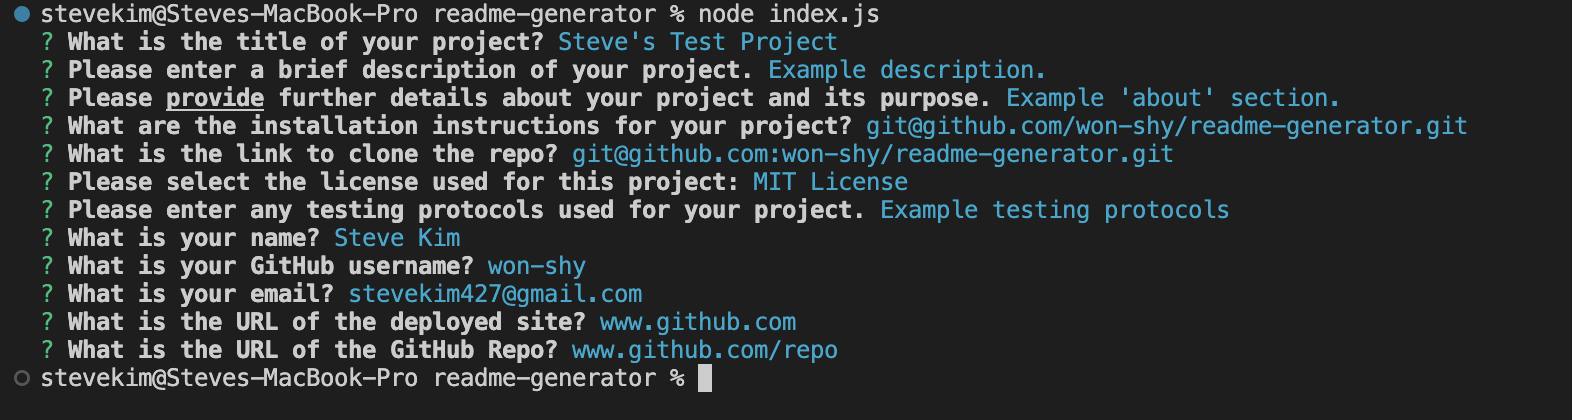 stevekim@Steves-MacBook-Pro readme-generator % node index.js
? What is the title of your project? Steve's Test Project
? Please enter a brief description of your project. Example description.
? Please provide further details about your project and its purpose. Example 'about' section.
? What are the installation instructions for your project? git@github.com/won-shy/readme-generator.git
? What is the link to clone the repo? git@github.com:won-shy/readme-generator.git
? Please select the license used for this project: MIT License
? Please enter any testing protocols used for your project. Example testing protocols
? What is your name? Steve Kim
? What is your GitHub username? won-shy
? What is your email? stevekim427@gmail.com
? What is the URL of the deployed site? www.github.com
? What is the URL of the GitHub Repo? www.github.com/repo
stevekim@Steves-MacBook-Pro readme-generator %